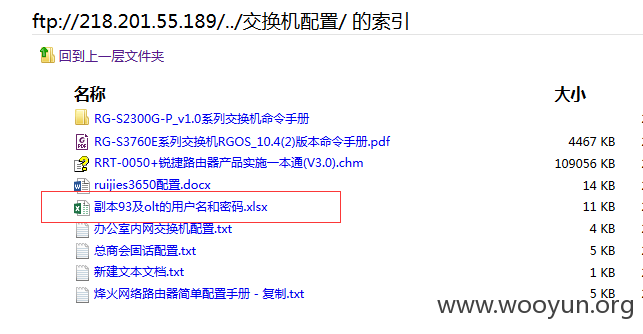 ftp://218.201.55.189/../交换机配置/ 的索引
回到上一层文件夹
名称 大小
RG-S2300G-P_v1.0系列交换机命令手册
RG-S3760E系列交换机RGOS_10.4(2)版本命令手册.pdf 4467 KB
RRT-0050+锐捷路由器产品实施一本通(V3.0).chm 109056 KB
ruijies3650配置.docx 14 KB
副本93及olt的用户名和密码.xlsx 11 KB
办公室内网交换机配置.txt 4 KB
总商会固话配置.txt 5 KB
新建文本文档.txt 1 KB
烽火网络路由器简单配置手册 - 复制.txt 5 KB
www.wooyun.org